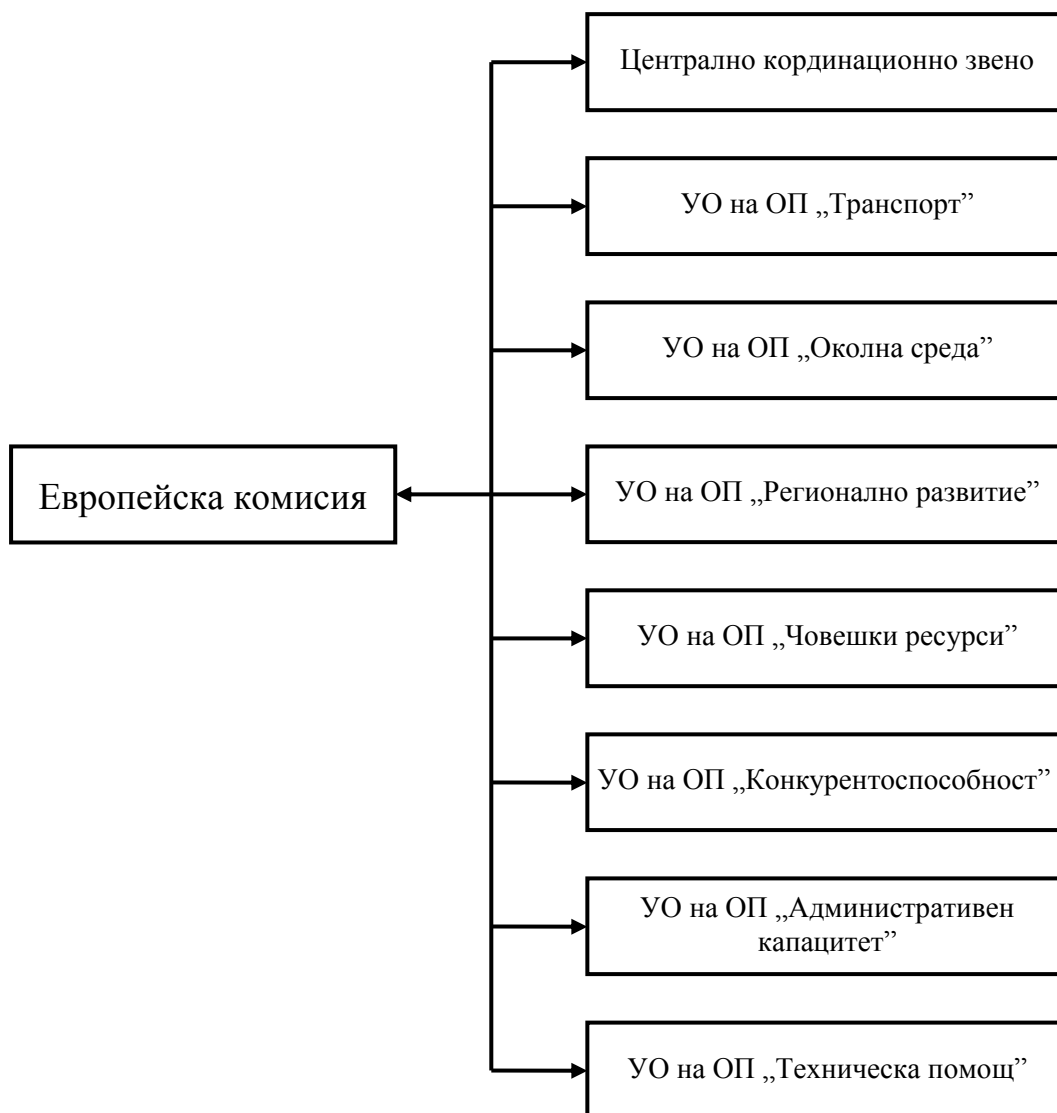 Централно кординационно звено
УО на ОП „Транспорт”
УО на ОП „Околна среда”
Европейска комисия
УО на ОП „Регионално развитие”
УО на ОП „Човешки ресурси”
УО на ОП „Конкурентоспособност”
УО на ОП „Административен
капацитет”
УО на ОП „Техническа помощ”